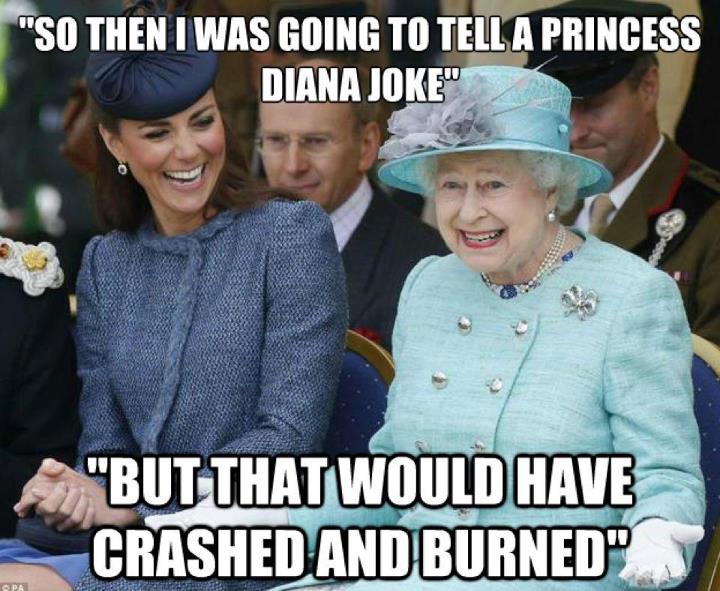 "SO THEN I WAS GOING TO TELL A PRINCESS
DIANA JOKE"
"BUT THAT WOULD HAVE
CRASHED AND BURNED"
© PA